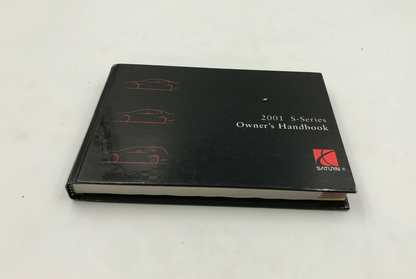 2001 S-Series
Owner's Handbook
SATURN ®